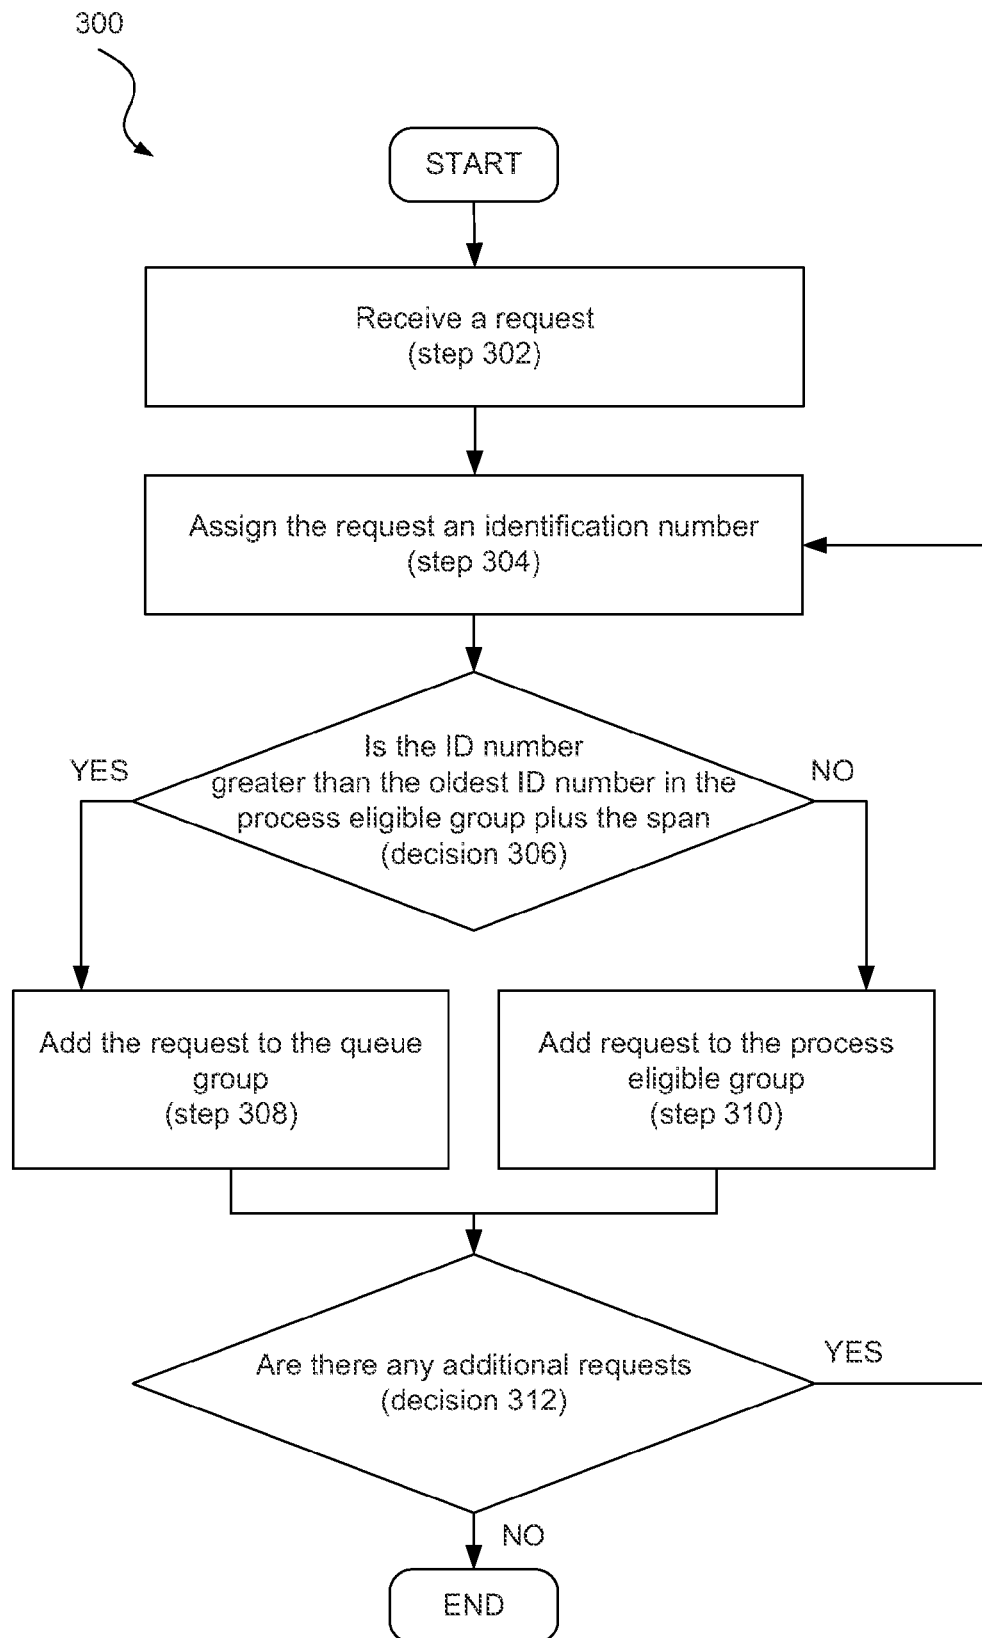 300
START
Receive a request
(step 302)
Assign the request an identification number
(step 304)
Is the ID number
greater than the oldest ID number in the
process eligible group plus the span
(decision 306)
YES
NO
Add the request to the queue
group
(step 308)
Add request to the process
eligible group
(step 310)
Are there any additional requests
(decision 312)
YES
NO
END